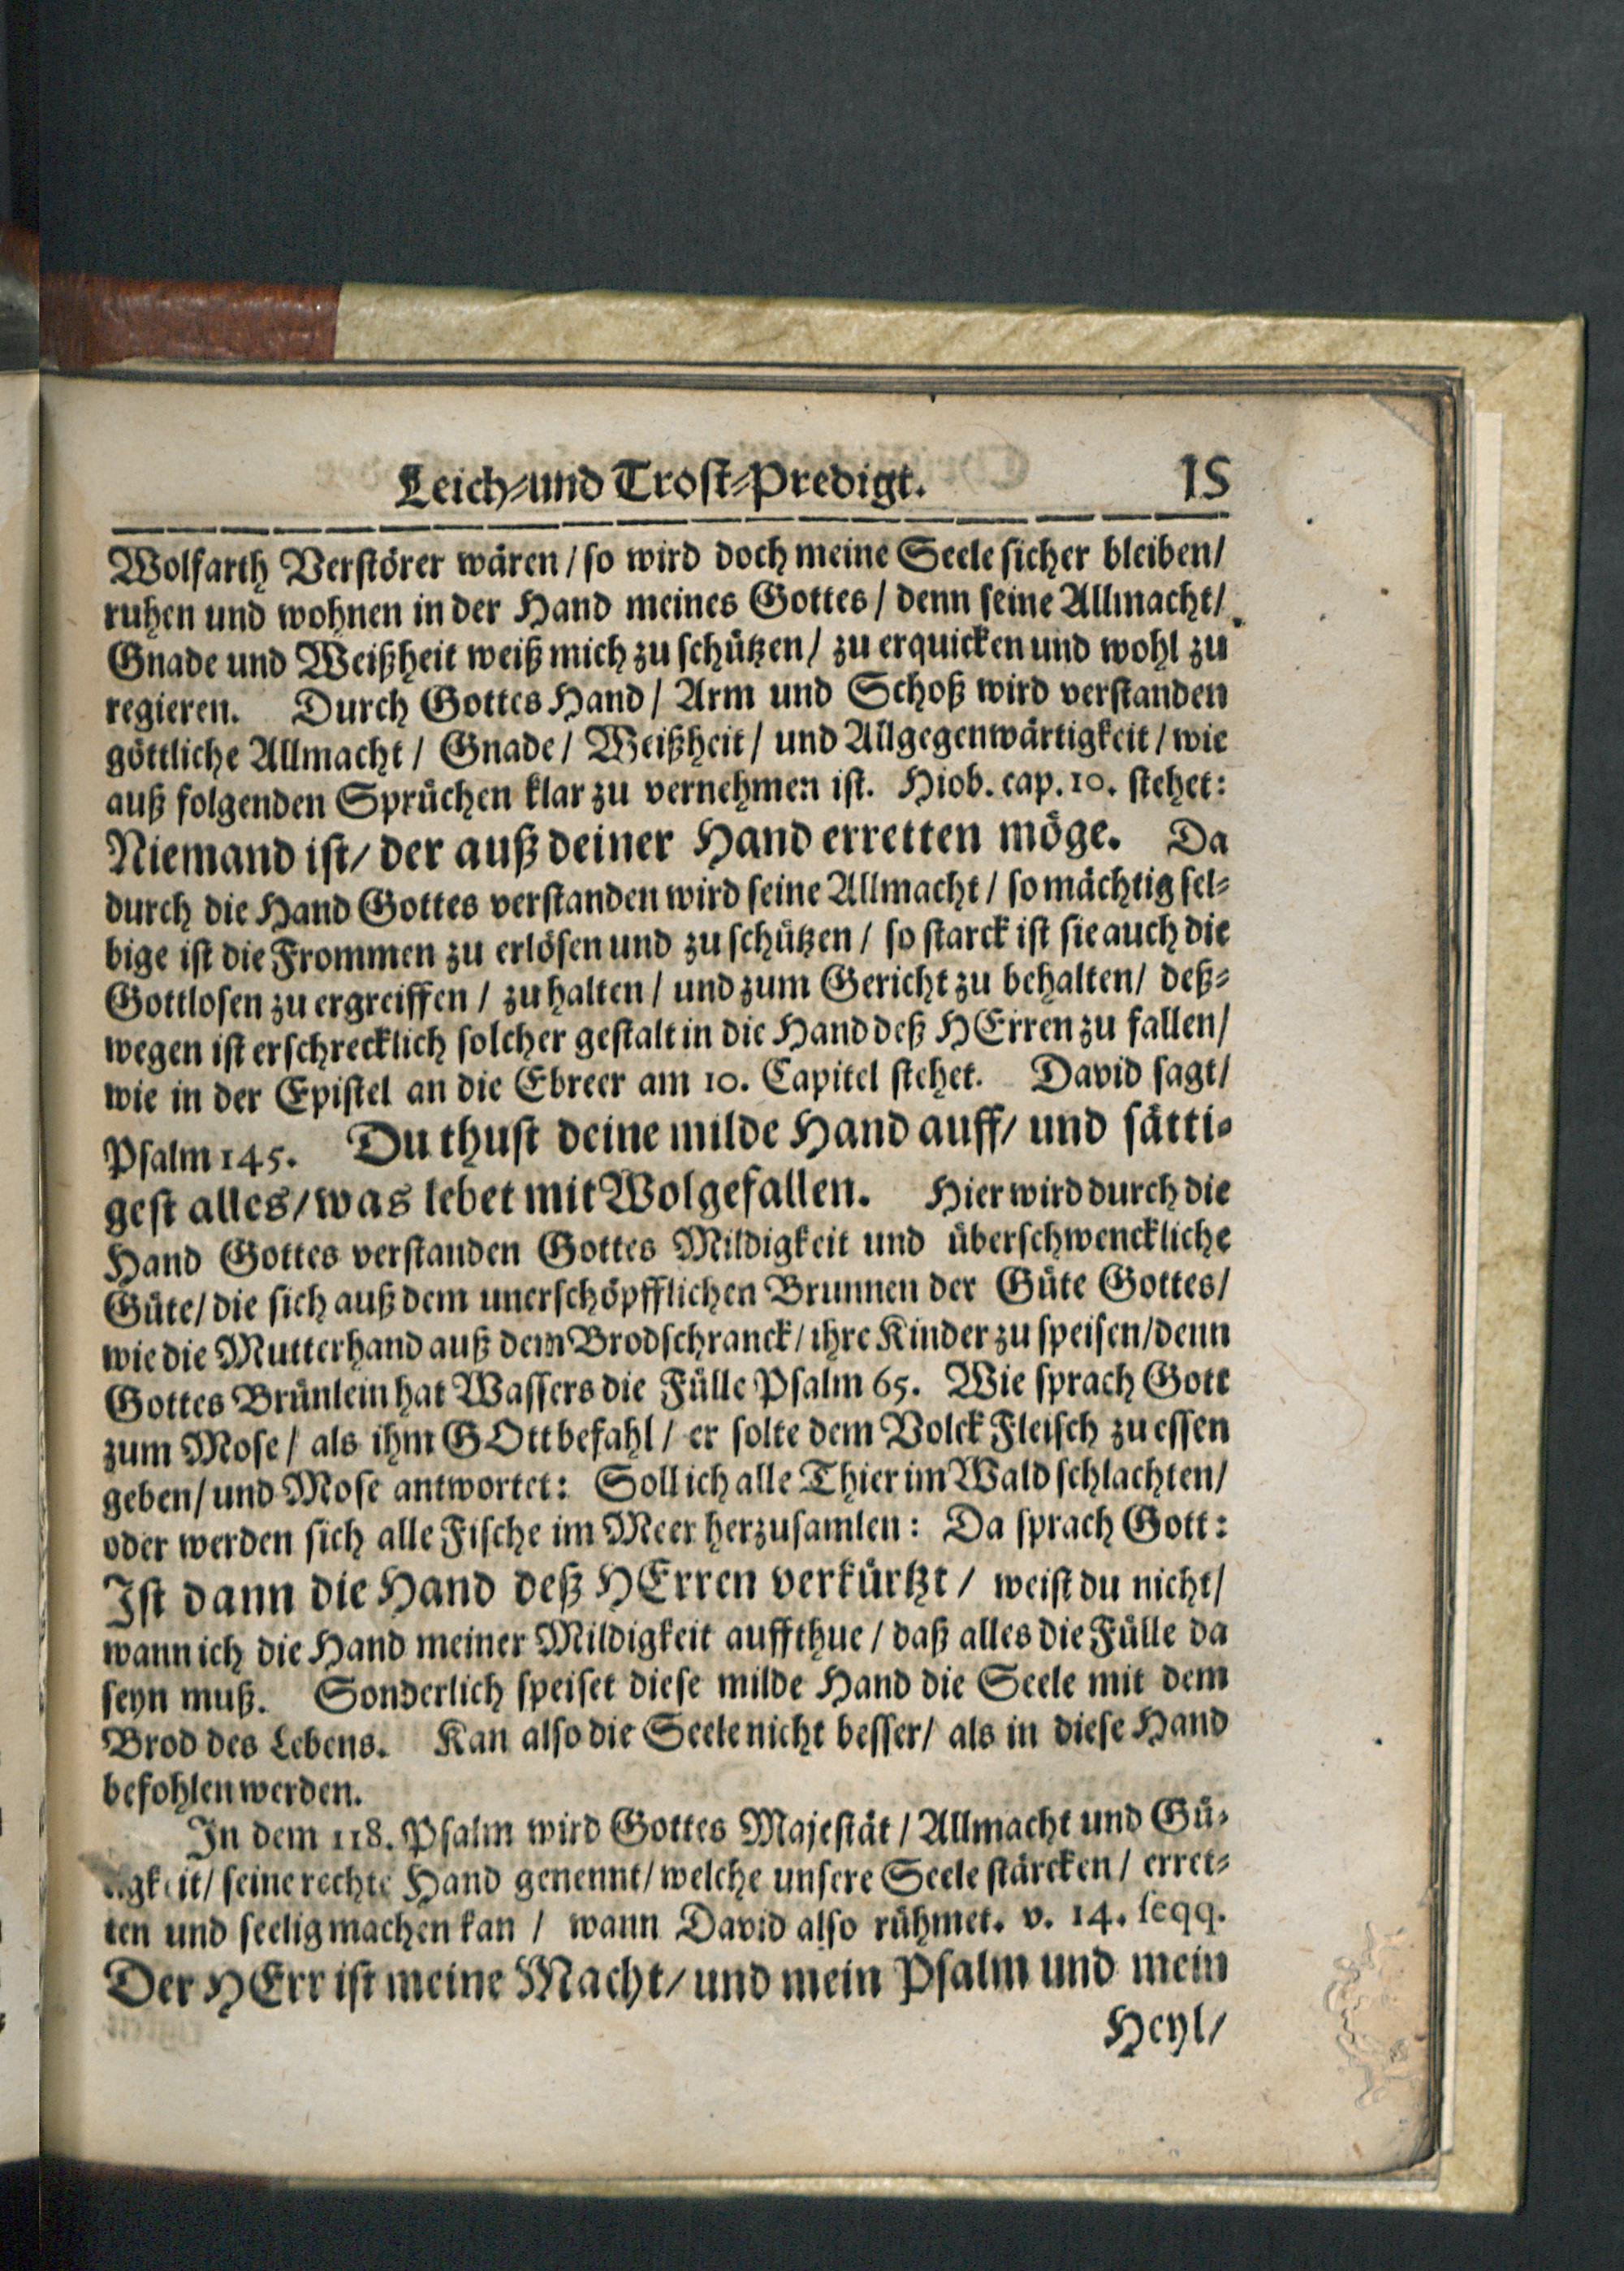 Leich-und Trost-Predigt. 15
Wolfarth Verstörer wären/ so wird doch meine Seele sicher bleiben/
ruhen und wohnen in der Hand meines Gottes/ denn seine Allmacht/
Gnade und Weißheit weiß mich zu schützen/ zu erquicken und wohl zu
regieren. Durch Gottes Hand/ Arm und Schoß wird verstanden
göttliche Allmacht/ Gnade/ Weißheit/ und Allgegenwärtigkeit/ wie
auß folgenden Sprüchen klar zu vernehmen ist. Hiob. cap. 10. stehet:
Niemand ist/ der auß deiner Hand erretten möge. Da
durch die Hand Gottes verstanden wird seine Allmacht/ so mächtig sel-
bige ist die Frommen zu erlösen und zu schützen/ so starck ist sie auch die
Gottlosen zu ergreiffen/ zu halten/ und zum Gericht zu behalten/ deß-
wegen ist erschrecklich solcher gestalt in die Hand deß HErren zu fallen/
wie in der Epistel an die Ebreer am 10. Capitel stehet. David sagt/
Psalm 145. Du thust deine milde Hand auff/ und sätti-
gest alles/ was lebet mit Wolgefallen. Hier wird durch die
Hand Gottes verstanden Gottes Mildigkeit und überschwenckliche
Güte/ die sich auß dem unerschöpfflichen Brunnen der Güte Gottes/
wie die Mutterhand auß dem Brodschranck/ ihre Kinder zu speisen/ denn
Gottes Brünlein hat Wassers die Fülle Psalm 65. Wie sprach Gott
zum Mose/ als ihm GOtt befahl/ er solte dem Volck Fleisch zu essen
geben/ und Mose antwortet: Soll ich alle Thier im Wald schlachten/
oder werden sich alle Fische im Meer herzusamlen: Da sprach Gott:
Ist dann die Hand deß HErren verkürtzt/ weist du nicht/
wann ich die Hand meiner Mildigkeit auffthue/ daß alles die Fülle da
seyn muß. Sonderlich speiset diese milde Hand die Seele mit dem
Brod des Lebens. Kan also die Seele nicht besser/ als in diese Hand
befohlen werden.
In dem 118. Psalm wird Gottes Majestät/ Allmacht und Gü-
tigkeit/ seine rechte Hand genennt/ welche unsere Seele stärcken/ erret-
ten und seelig machen kan/ wann David also rühmet. v. 14. seqq.
Der HErr ist meine Macht/ und mein Psalm und mein
Heyl/